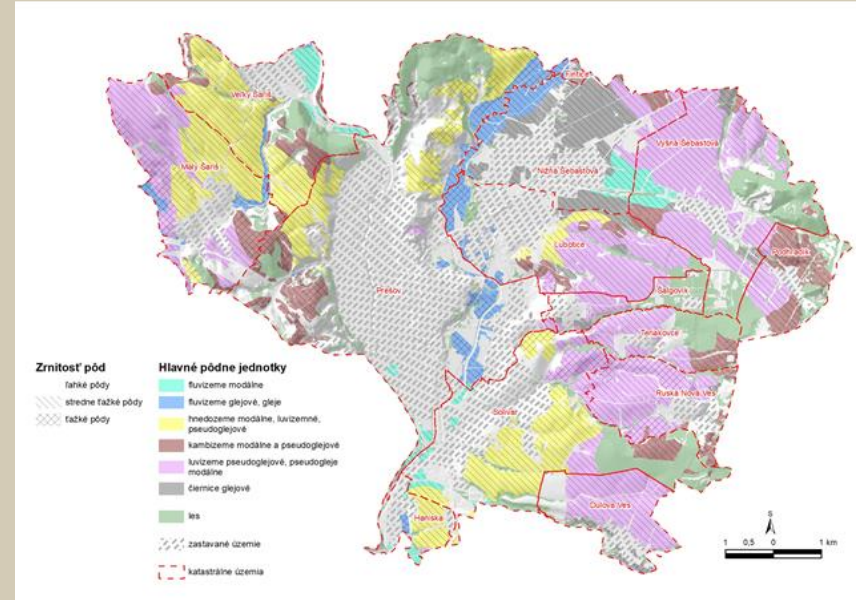 Veľký Šariš
Fintice
Malý Šariš
Nižná Šebastová
Vyšná Šebastová
Ľubotice
Podhradík
Prešov
Šalgovík
Teriakovce
Ruská Nová Ves
Solivar
Dulova Ves
Haniska
Zrnitosť pôd
ľahké pôdy
stredne ťažké pôdy
ťažké pôdy
Hlavné pôdne jednotky
fluvizeme modálne
fluvizeme glejové, gleje
hnedozeme modálne, luvizemné,
pseudoglejové
kambizeme modálne a pseudoglejové
luvizeme pseudoglejové, pseudogleje
modálne
čiernice glejové
les
zastavané územie
katastrálne územia
S
1 0,5 0 1 km